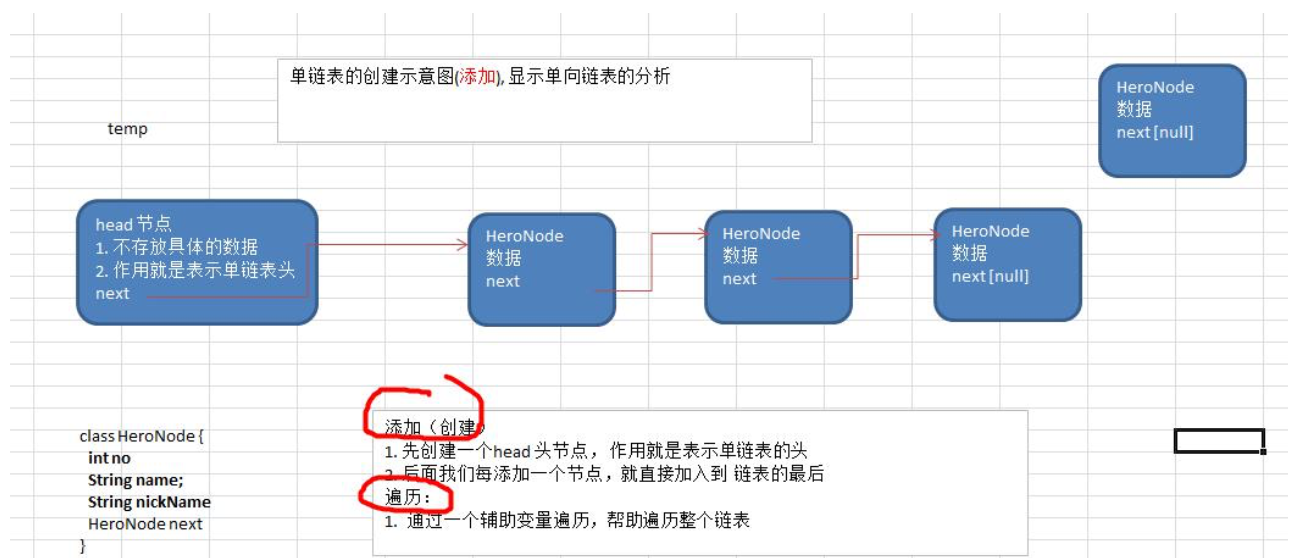 单链表的创建示意图(添加), 显示单向链表的分析
temp
HeroNode
数据
next [null]
head 节点
1. 不存放具体的数据
2. 作用就是表示单链表头
next
HeroNode
数据
next
HeroNode
数据
next
HeroNode
数据
next [null]
class HeroNode {
int no
String name;
String nickName
HeroNode next
}
添加（创建）
1. 先创建一个head 头节点，作用就是表示单链表的头
2. 后面我们每添加一个节点，就直接加入到 链表的最后
遍历：
1. 通过一个辅助变量遍历，帮助遍历整个链表